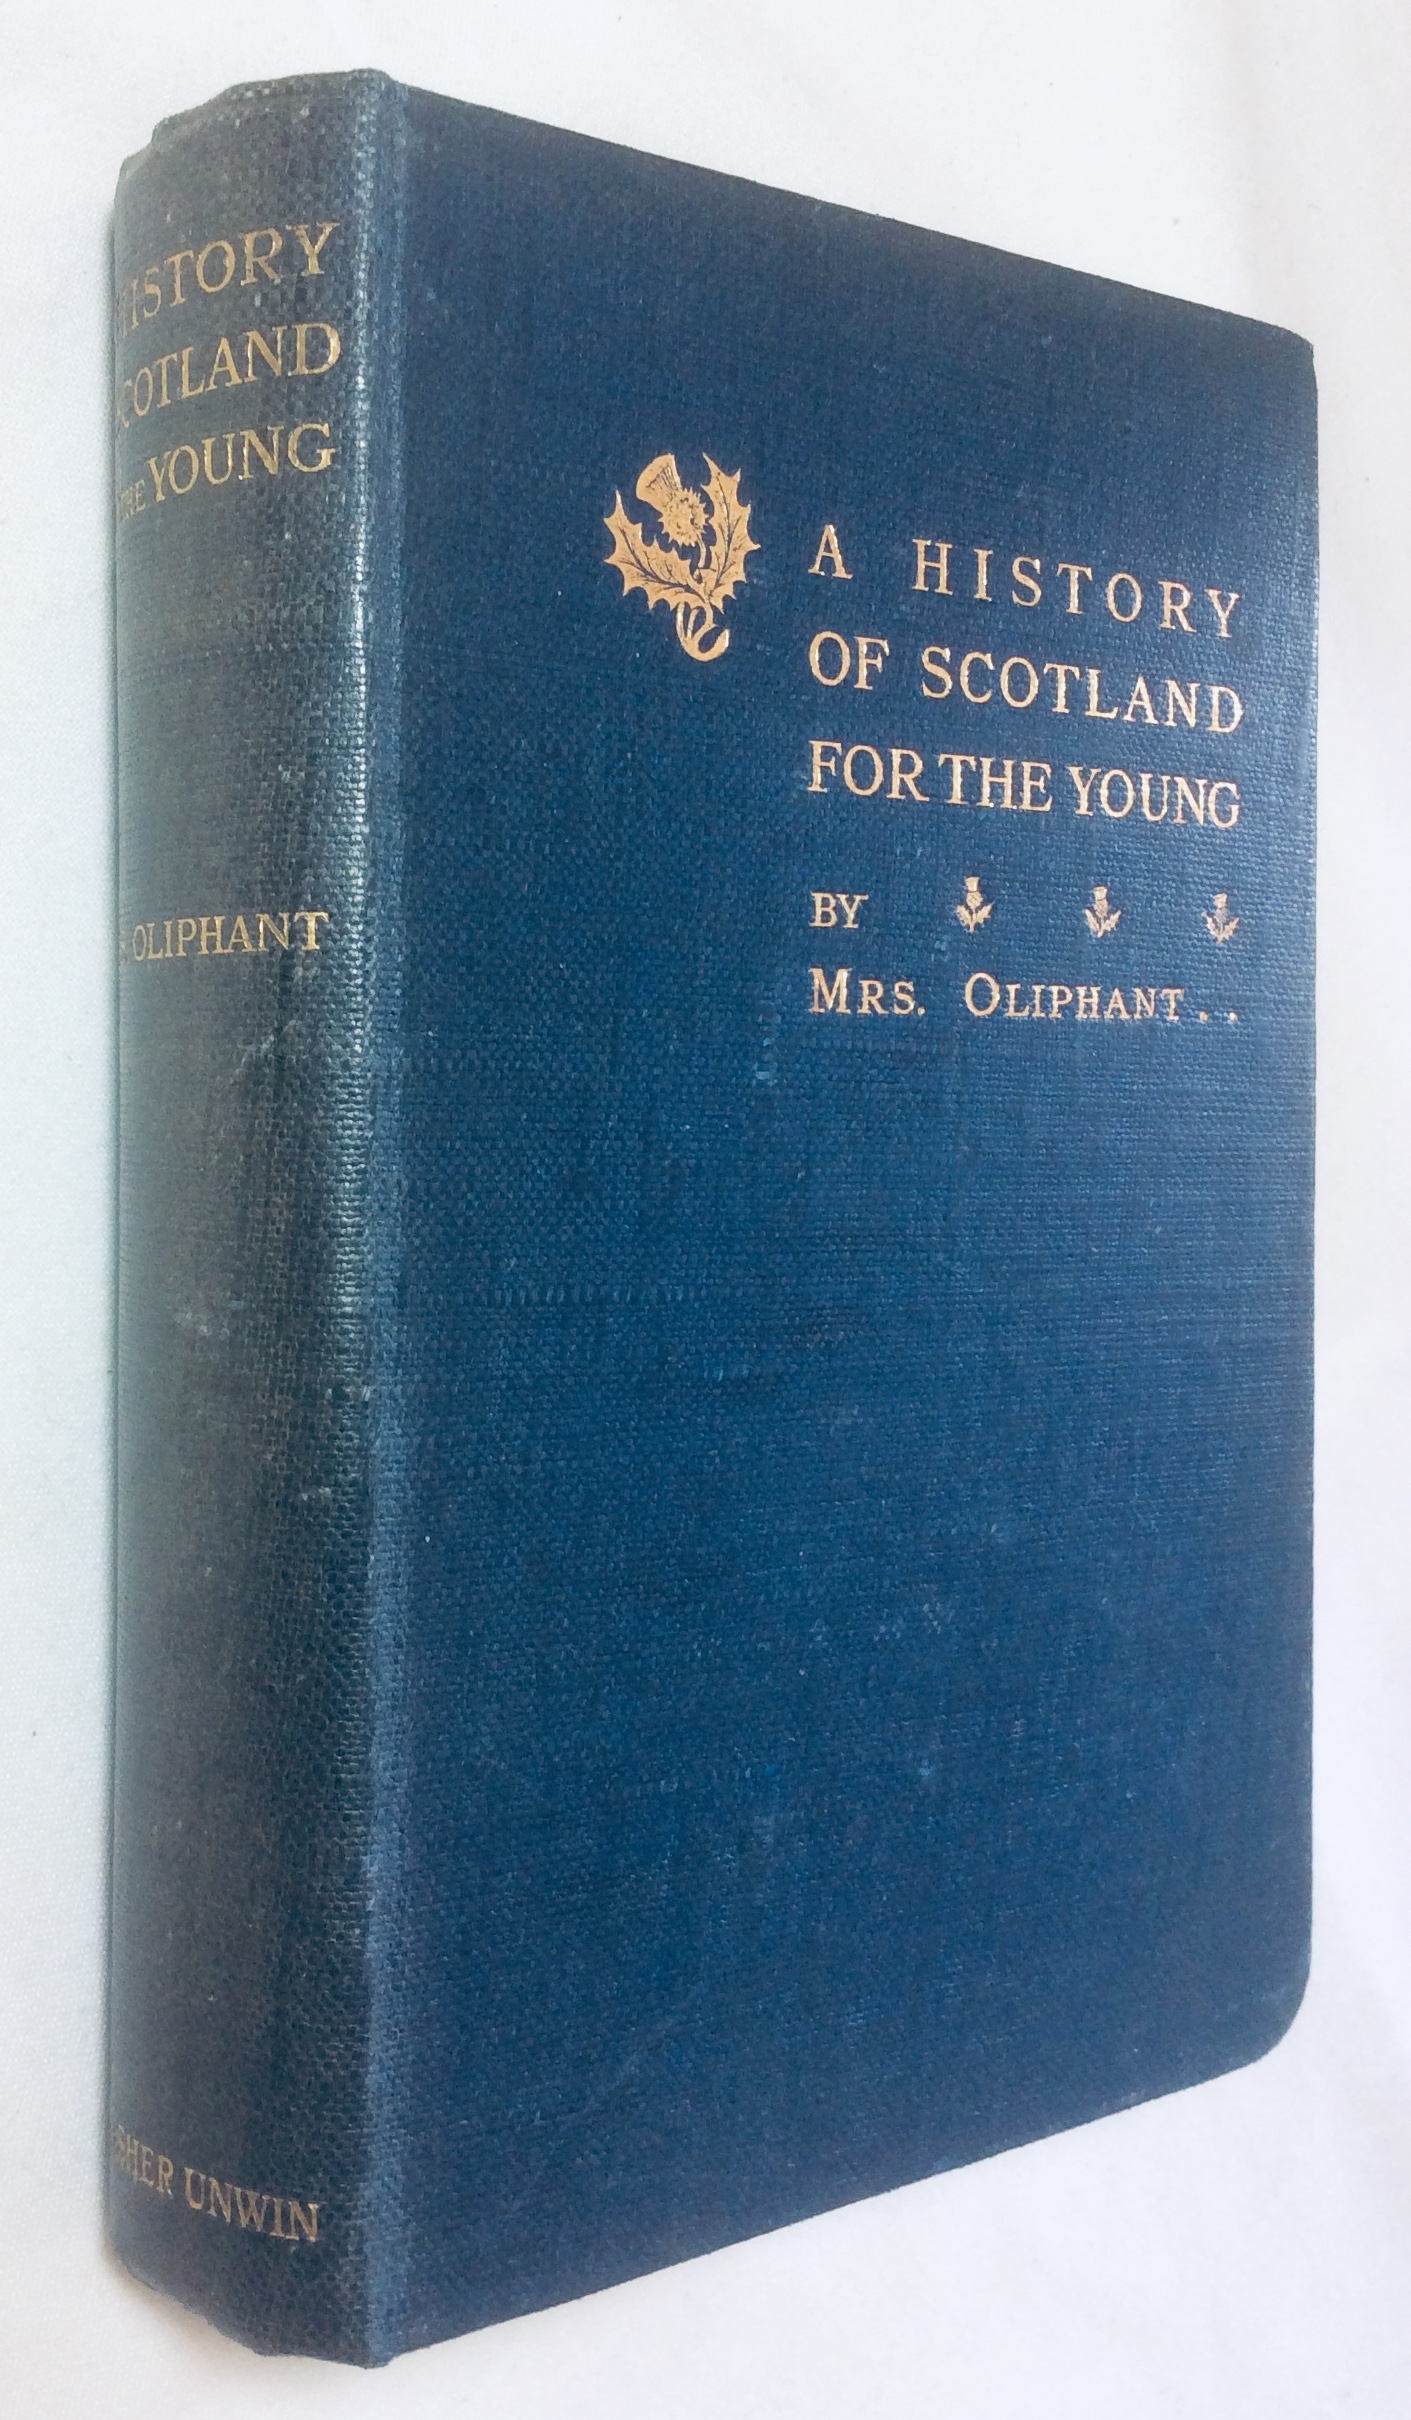 HISTORY
SCOTLAND
THE YOUNG
OLIPHANT
UNWIN
A HISTORY
OF SCOTLAND
FOR THE YOUNG
BY
MRS. OLIPHANT..